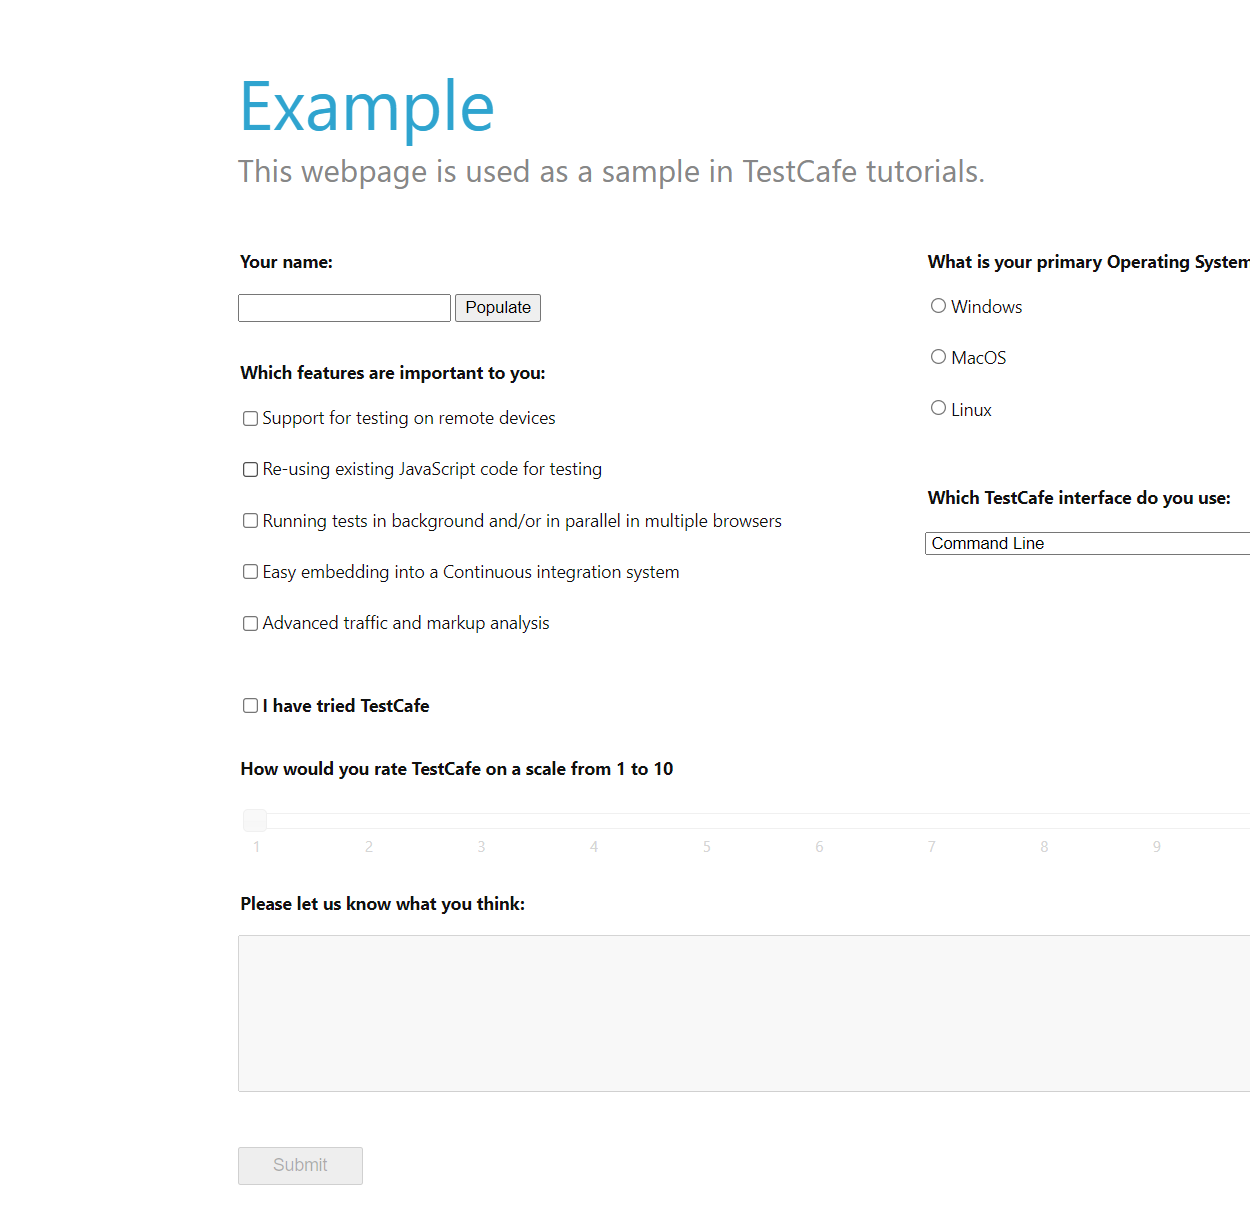 Example
This webpage is used as a sample in TestCafe tutorials.
Your name:
Populate
Which features are important to you:
Support for testing on remote devices
Re-using existing JavaScript code for testing
Running tests in background and/or in parallel in multiple browsers
Easy embedding into a Continuous integration system
Advanced traffic and markup analysis
What is your primary Operating System
Windows
MacOS
Linux
Which TestCafe interface do you use:
Command Line
I have tried TestCafe
How would you rate TestCafe on a scale from 1 to 10
1 2 3 4 5 6 7 8 9
Please let us know what you think:
Submit